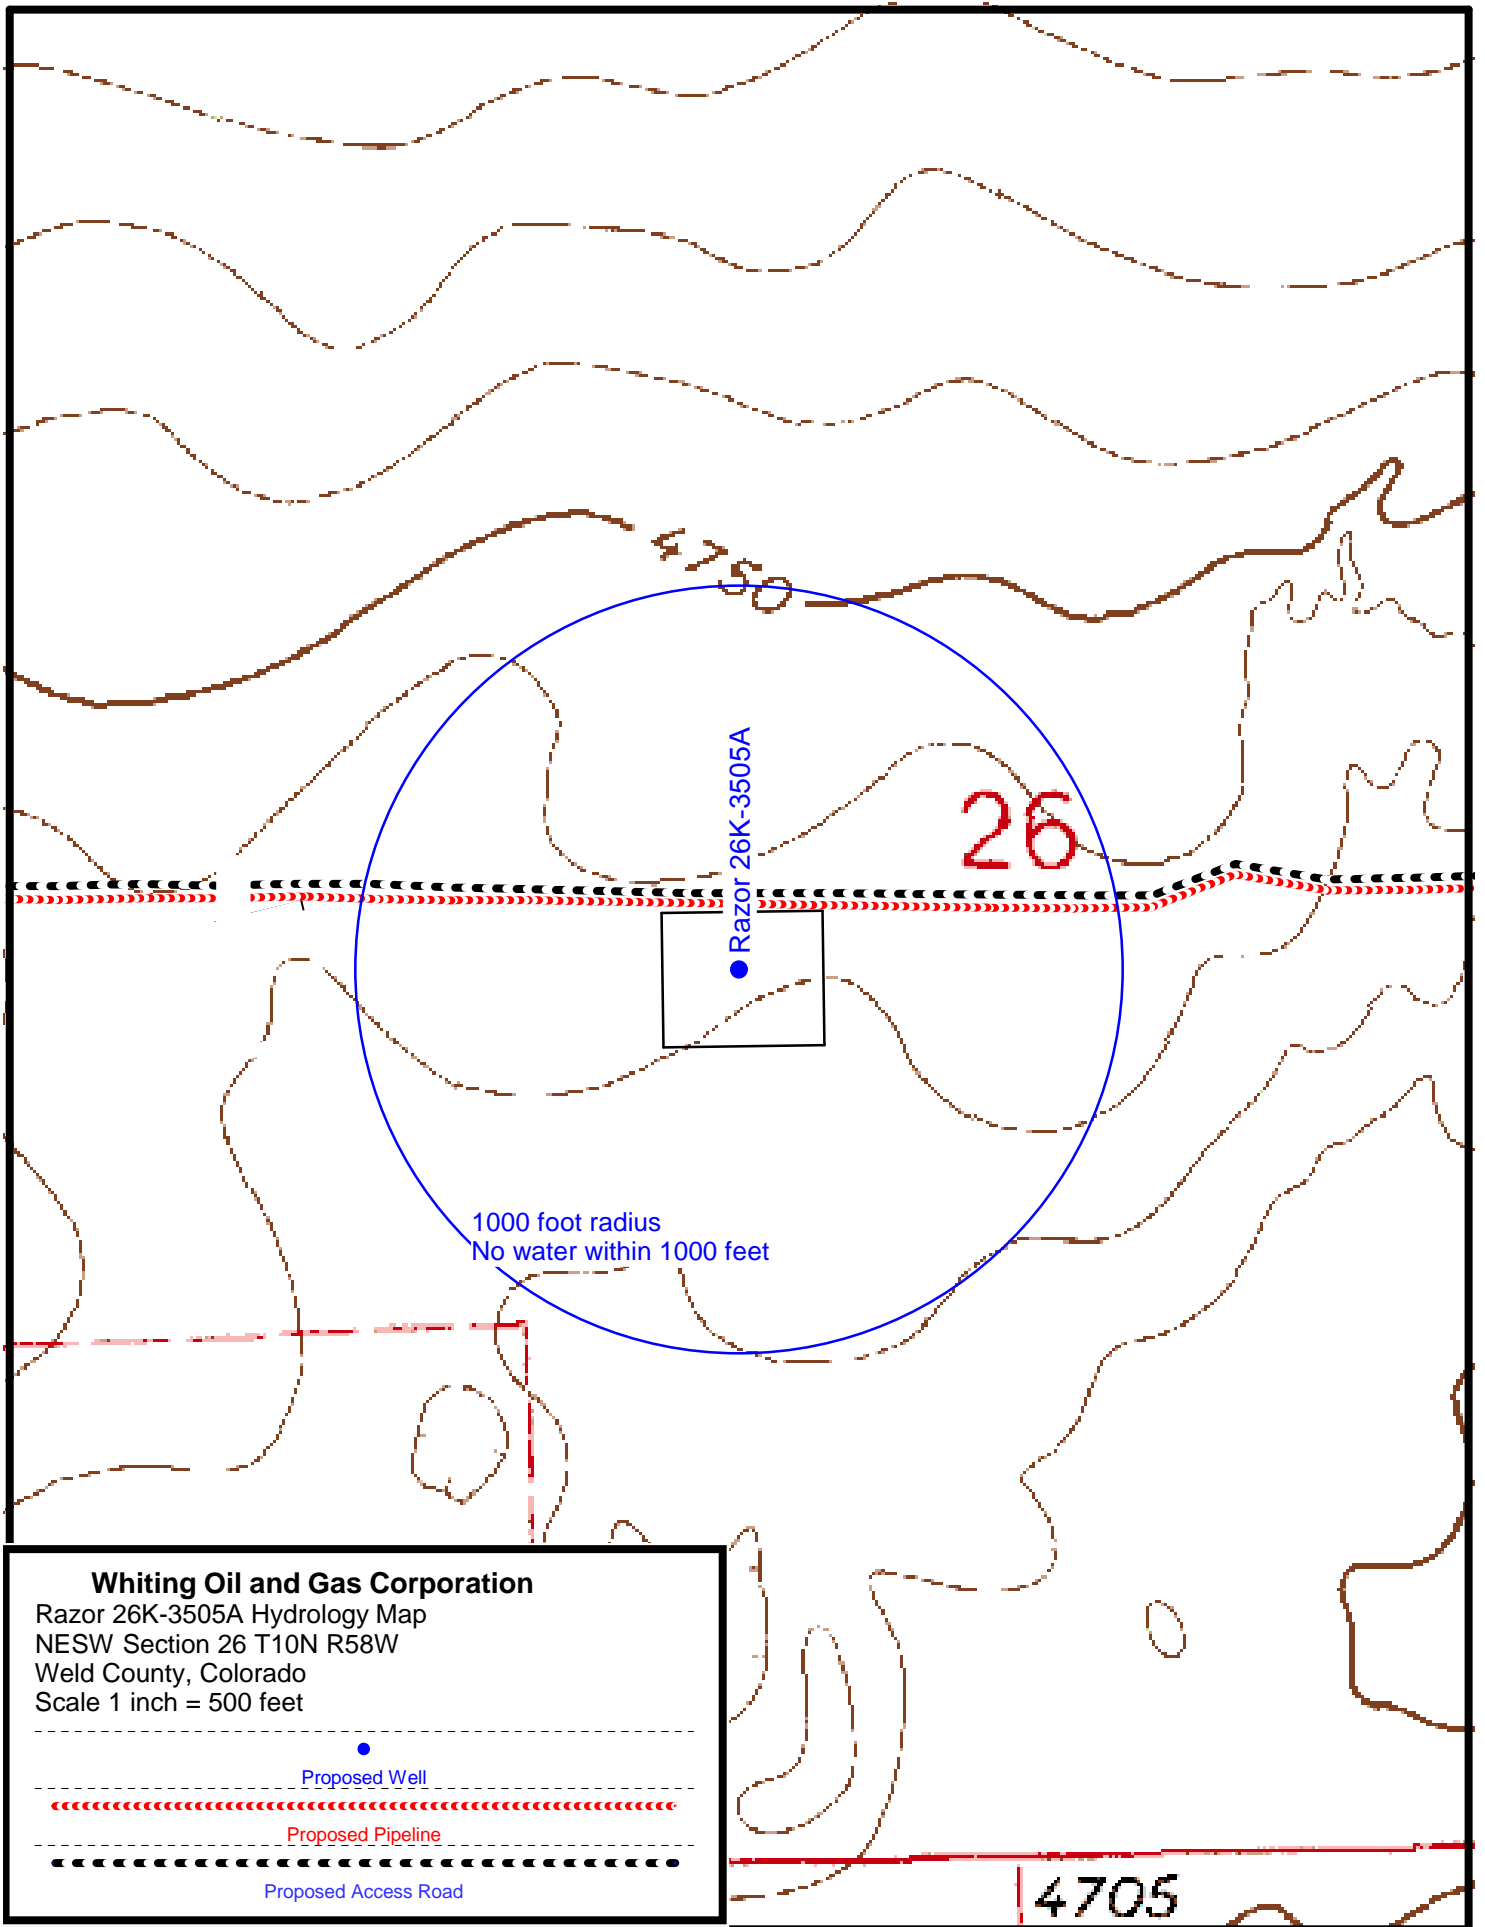 4750
Razor 26K-3505A
26
1000 foot radius
No water within 1000 feet
Whiting Oil and Gas Corporation
Razor 26K-3505A Hydrology Map
NESW Section 26 T10N R58W
Weld County, Colorado
Scale 1 inch = 500 feet
Proposed Well
Proposed Pipeline
Proposed Access Road
4705